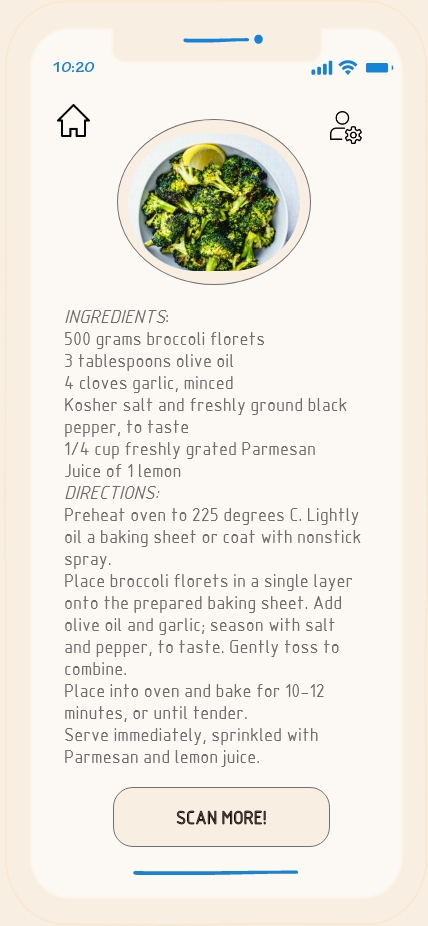 10:20
INGREDIENTS:
500 grams broccoli florets
3 tablespoons olive oil
4 cloves garlic, minced
Kosher salt and freshly ground black
pepper, to taste
1/4 cup freshly grated Parmesan
Juice of 1 lemon
DIRECTIONS:
Preheat oven to 225 degrees C. Lightly
oil a baking sheet or coat with nonstick
spray.
Place broccoli florets in a single layer
onto the prepared baking sheet. Add
olive oil and garlic; season with salt
and pepper, to taste. Gently toss to
combine.
Place into oven and bake for 10-12
minutes, or until tender.
Serve immediately, sprinkled with
Parmesan and lemon juice.
SCAN MORE!